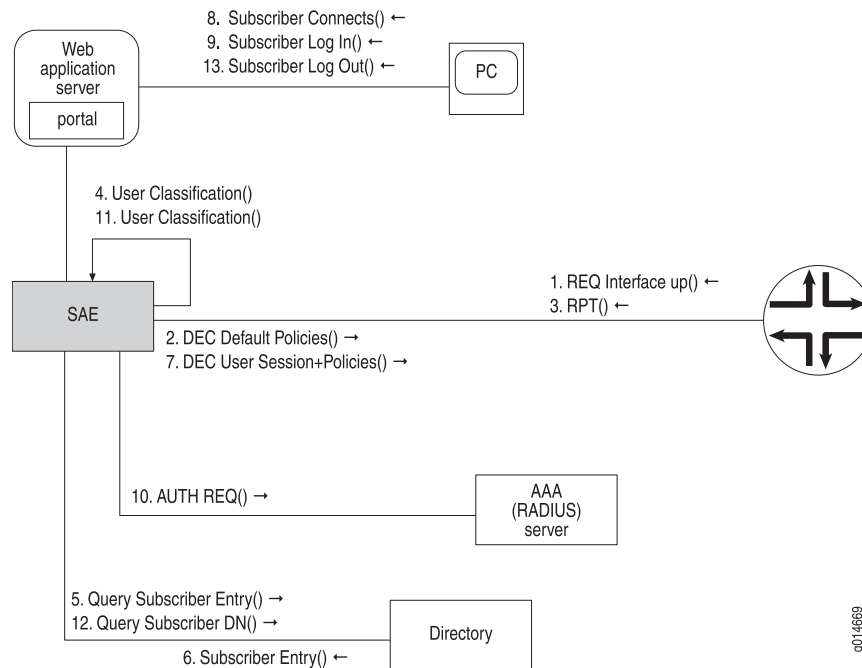 8. Subscriber Connects() ←
9. Subscriber Log In() ←
13. Subscriber Log Out() ←
Web
application
server
portal
PC
4. User Classification()
11. User Classification()
SAE
1. REQ Interface up() ←
3. RPT() ←
2. DEC Default Policies() →
7. DEC User Session+Policies() →
10. AUTH REQ() →
AAA
(RADIUS)
server
5. Query Subscriber Entry() →
12. Query Subscriber DN() →
6. Subscriber Entry() ←
Directory
g014669